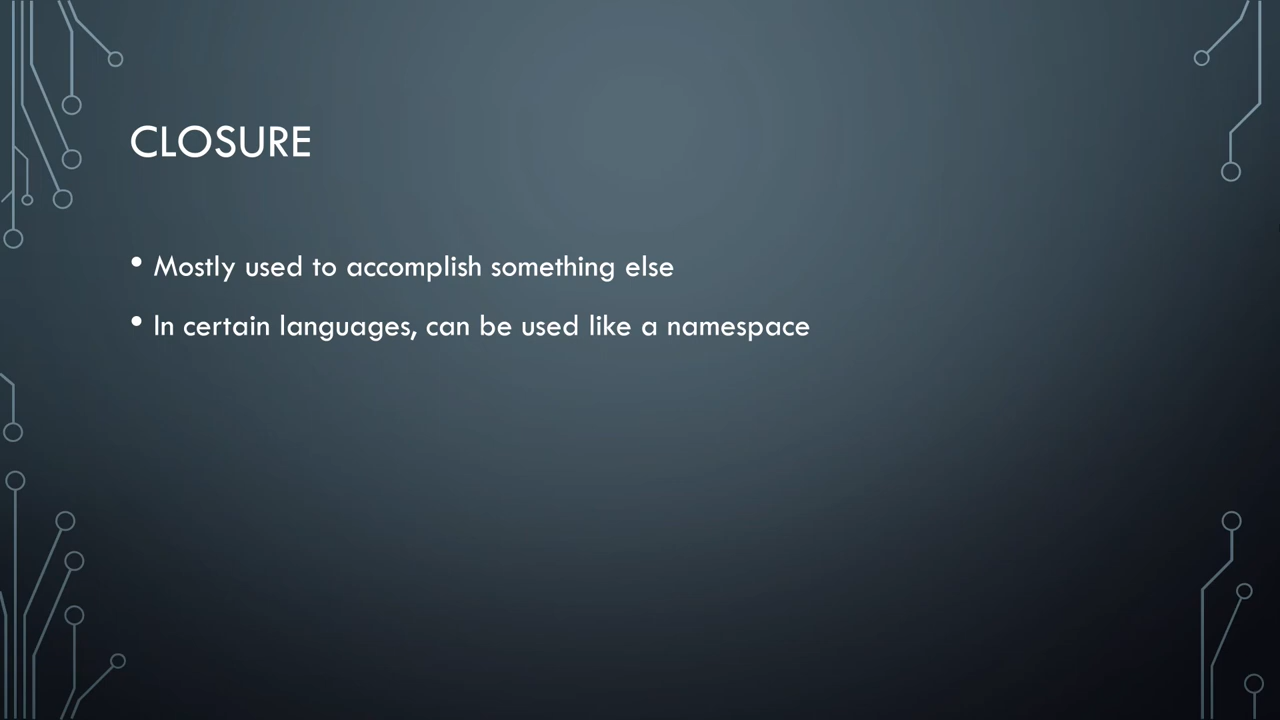 CLOSURE
• Mostly used to accomplish something else
• In certain languages, can be used like a namespace